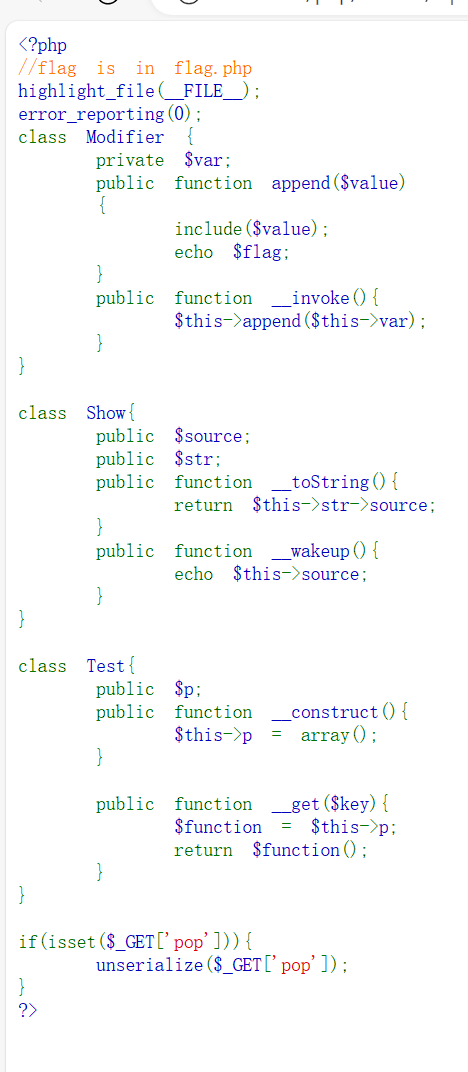 <?php
//flag is in flag.php
highlight_file(__FILE__);
error_reporting(0);
class Modifier {
private $var;
public function append($value)
{
include($value);
echo $flag;
}
public function __invoke(){
$this->append($this->var);
}
}
class Show{
public $source;
public $str;
public function __toString(){
return $this->str->source;
}
public function __wakeup(){
echo $this->source;
}
}
class Test{
public $p;
public function __construct(){
$this->p = array();
}
public function __get($key){
$function = $this->p;
return $function();
}
}
if(isset($_GET['pop'])){
unserialize($_GET['pop']);
}
?>